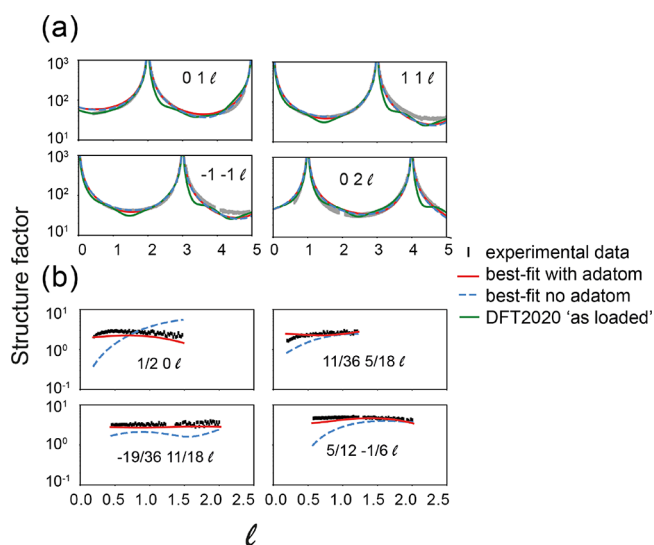 (a)
10³
10²
10¹
0 1 ℓ
1 1 ℓ
10³
10²
10¹
-1 -1 ℓ
0 2 ℓ
0 1 2 3 4 5
0 1 2 3 4 5
Structure factor
experimental data
best-fit with adatom
best-fit no adatom
DFT2020 ‘as loaded’
(b)
10¹
10⁰
10⁻¹
1/2 0 ℓ
11/36 5/18 ℓ
10¹
10⁰
10⁻¹
-19/36 11/18 ℓ
5/12 -1/6 ℓ
0.0 0.5 1.0 1.5 2.0 2.5
0.0 0.5 1.0 1.5 2.0 2.5
ℓ